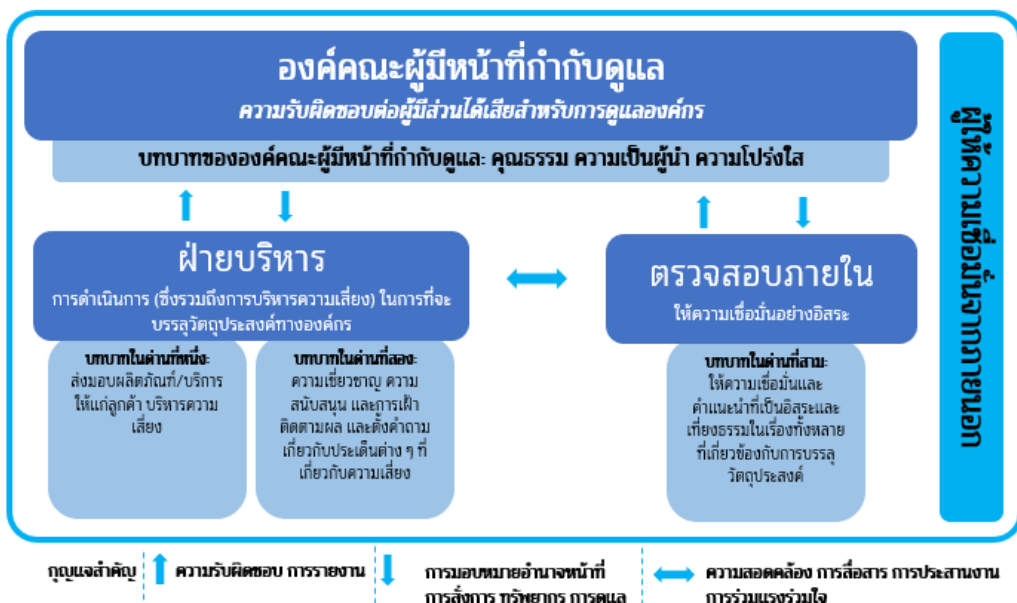 องค์คณะผู้มีหน้าที่กำกับดูแล
ความรับผิดชอบต่อผู้มีส่วนได้เสียสำหรับการดูแลองค์กร
บทบาทขององค์คณะผู้มีหน้าที่กำกับดูแล: คุณธรรม ความเป็นผู้นำ ความโปร่งใส
ฝ่ายบริหาร
การดำเนินการ (ซึ่งรวมถึงการบริหารความเสี่ยง) ในการที่จะ
บรรลุวัตถุประสงค์ทางองค์กร
บทบาทในด่านที่หนึ่ง:
ส่งมอบผลิตภัณฑ์/บริการ
ให้แก่ลูกค้า บริหารความ
เสี่ยง
บทบาทในด่านที่สอง:
ความเชี่ยวชาญ ความ
สนับสนุน และการเฝ้า
ติดตามผล และตั้งคำถาม
เกี่ยวกับประเด็นต่าง ๆ ที่
เกี่ยวกับความเสี่ยง
ตรวจสอบภายใน
ให้ความเชื่อมั่นอย่างอิสระ
บทบาทในด่านที่สาม:
ให้ความเชื่อมั่นและ
คำแนะนำที่เป็นอิสระและ
เที่ยงธรรมในเรื่องทั้งหลาย
ที่เกี่ยวข้องกับการบรรลุ
วัตถุประสงค์
ผู้ให้ความเชื่อมั่นจากภายนอก
กุญแจสำคัญ
ความรับผิดชอบ การรายงาน
การมอบหมายอำนาจหน้าที่
การสั่งการ ทรัพยากร การดูแล
ความสอดคล้อง การสื่อสาร การประสานงาน
การร่วมแรงร่วมใจ